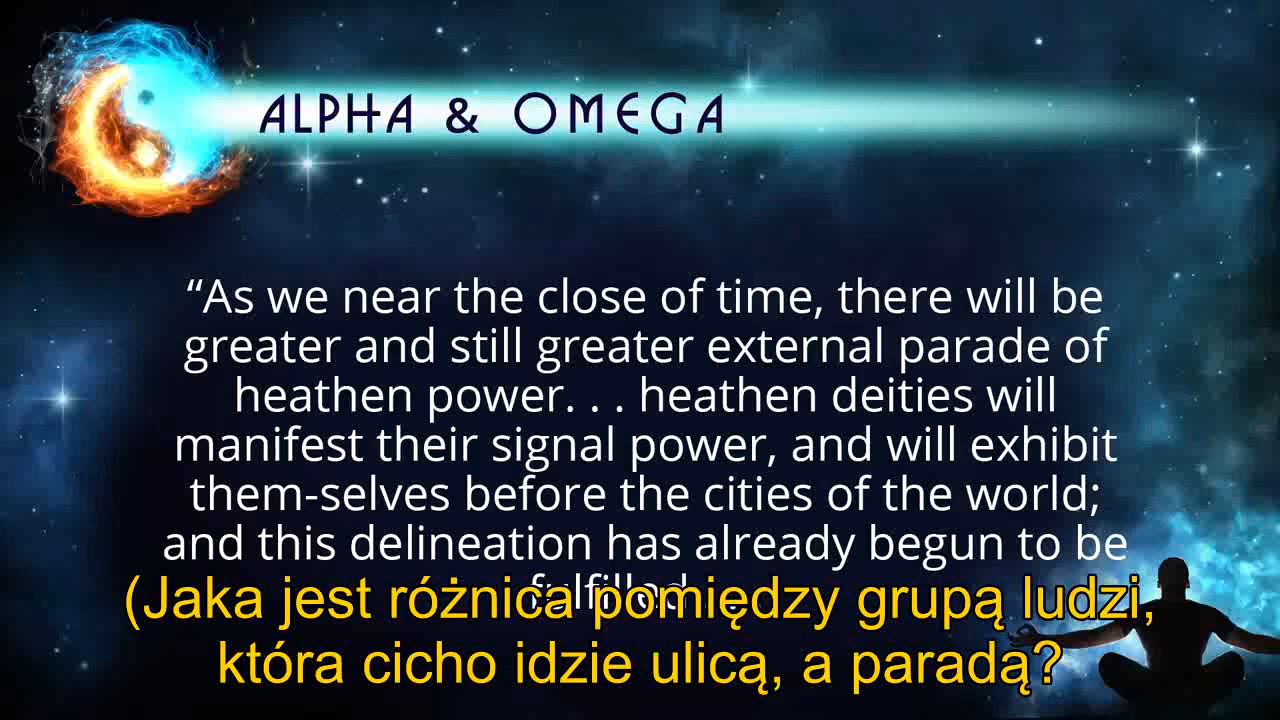 ALPHA & OMEGA
“As we near the close of time, there will be
greater and still greater external parade of
heathen power. . . heathen deities will
manifest their signal power, and will exhibit
them-selves before the cities of the world;
and this delineation has already begun to be
fulfilled
(Jaka jest różnica pomiędzy grupą ludzi,
która cicho idzie ulicą, a paradą?